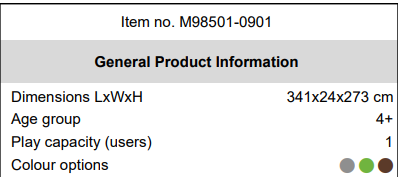 Item no. M98501-0901
General Product Information
Dimensions LxWxH 341x24x273 cm
Age group 4+
Play capacity (users) 1
Colour options